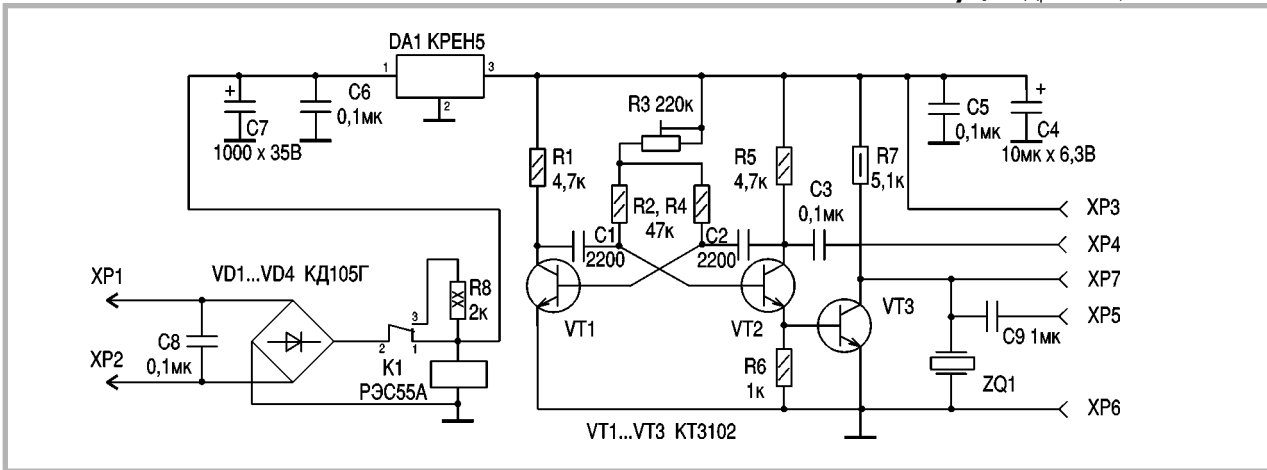 DA1 КРЕН5
1
3
2
+
C7
1000 x 35В
C6
0,1мк
R3 220к
R1
4,7к
R2, R4
47к
R5
4,7к
R7
5,1к
C3
0,1мк
C5
0,1мк
+
C4
10мк x 6,3В
C1
2200
C2
2200
VT1
VT2
VT3
R6
1к
XP3
XP4
XP7
XP5
XP6
C9 1мк
ZQ1
XP1
XP2
C8
0,1мк
VD1...VD4 КД105Г
3
2
1
K1
РЭС55А
R8
2к
VT1...VT3 КТ3102